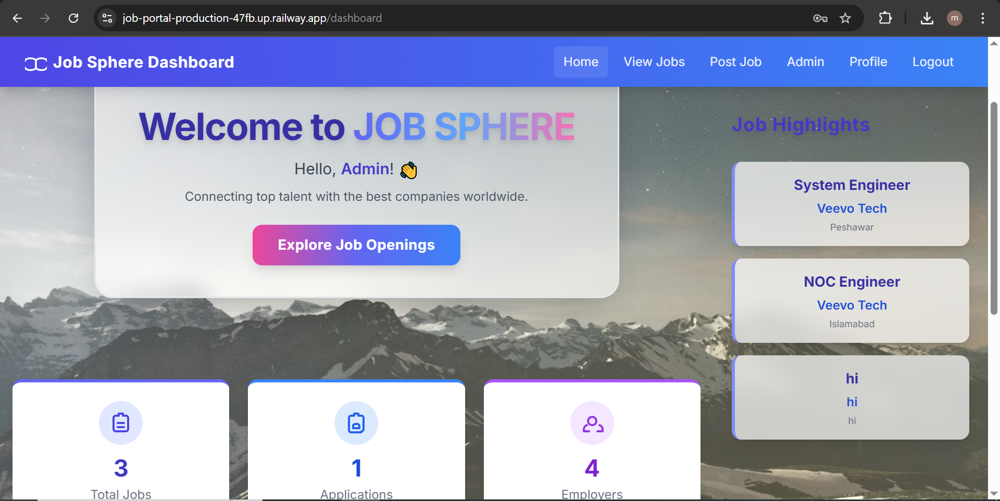 job-portal-production-47fb.up.railway.app/dashboard
m
Job Sphere Dashboard
Home
View Jobs
Post Job
Admin
Profile
Logout
Welcome to JOB SPHERE
Hello, Admin! 👋
Connecting top talent with the best companies worldwide.
Explore Job Openings
Job Highlights
System Engineer
Veevo Tech
Peshawar
NOC Engineer
Veevo Tech
Islamabad
hi
hi
hi
3
Total Jobs
1
Applications
4
Employers